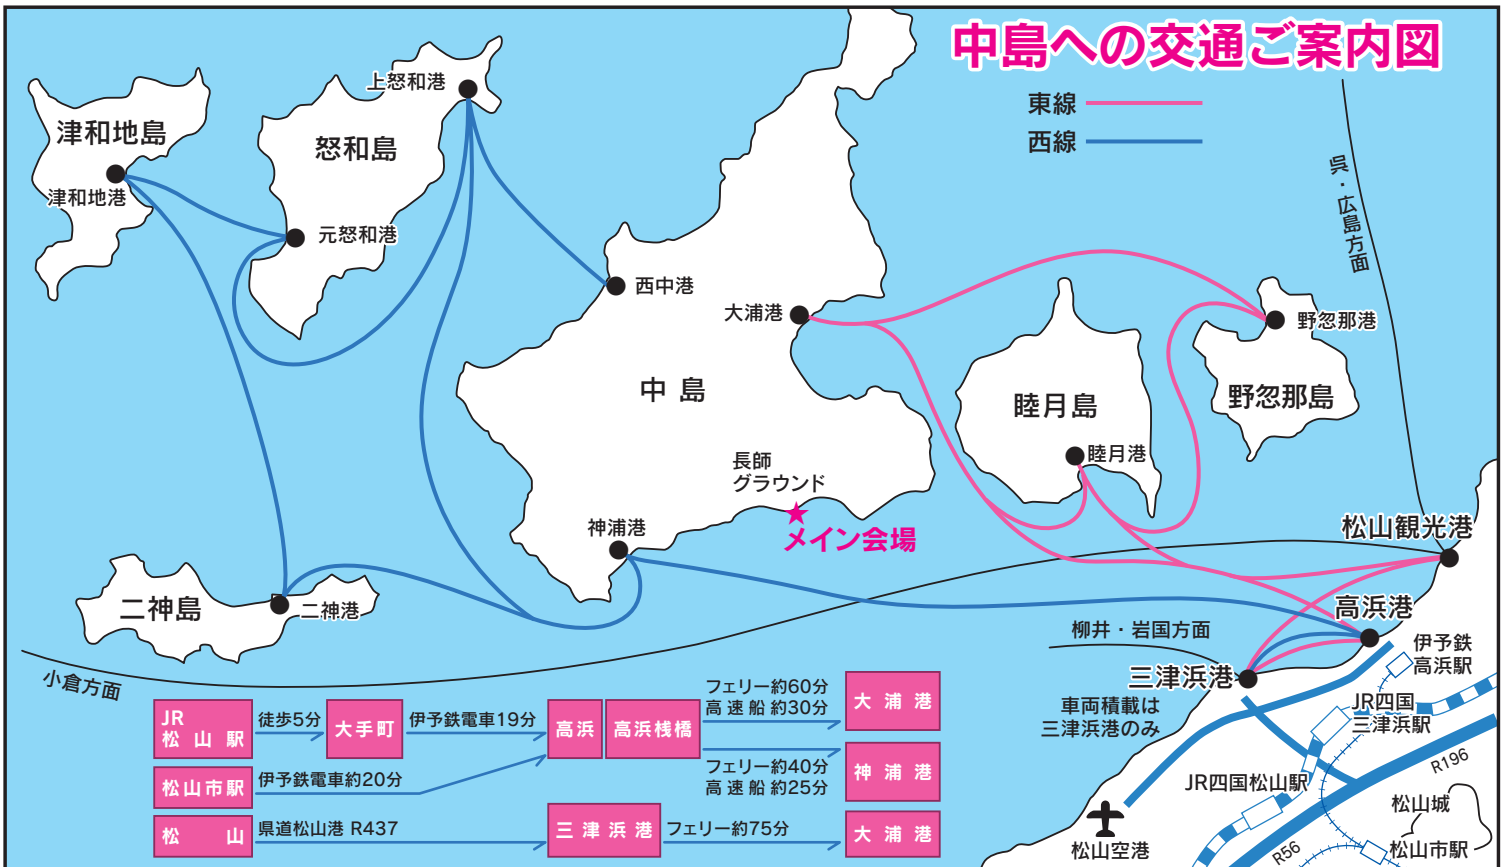 中島への交通ご案内図
東線
西線
上怒和港
津和地島
怒和島
津和地港
元怒和港
呉・広島方面
西中港
大浦港
野忽那港
中島
睦月島
野忽那島
長師
グラウンド
睦月港
メイン会場
神浦港
松山観光港
二神島
二神港
高浜港
柳井・岩国方面
三津浜港
伊予鉄
高浜駅
小倉方面
車両積載は
三津浜港のみ
JR四国
三津浜駅
JR
松山駅
徒歩5分
大手町
伊予鉄電車19分
高浜
高浜桟橋
フェリー約60分
高速船 約30分
大浦港
松山市駅
伊予鉄電車約20分
フェリー約40分
高速船 約25分
神浦港
松山
県道松山港 R437
三津浜港
フェリー約75分
大浦港
JR四国松山駅
R196
松山城
松山空港
R56
松山市駅